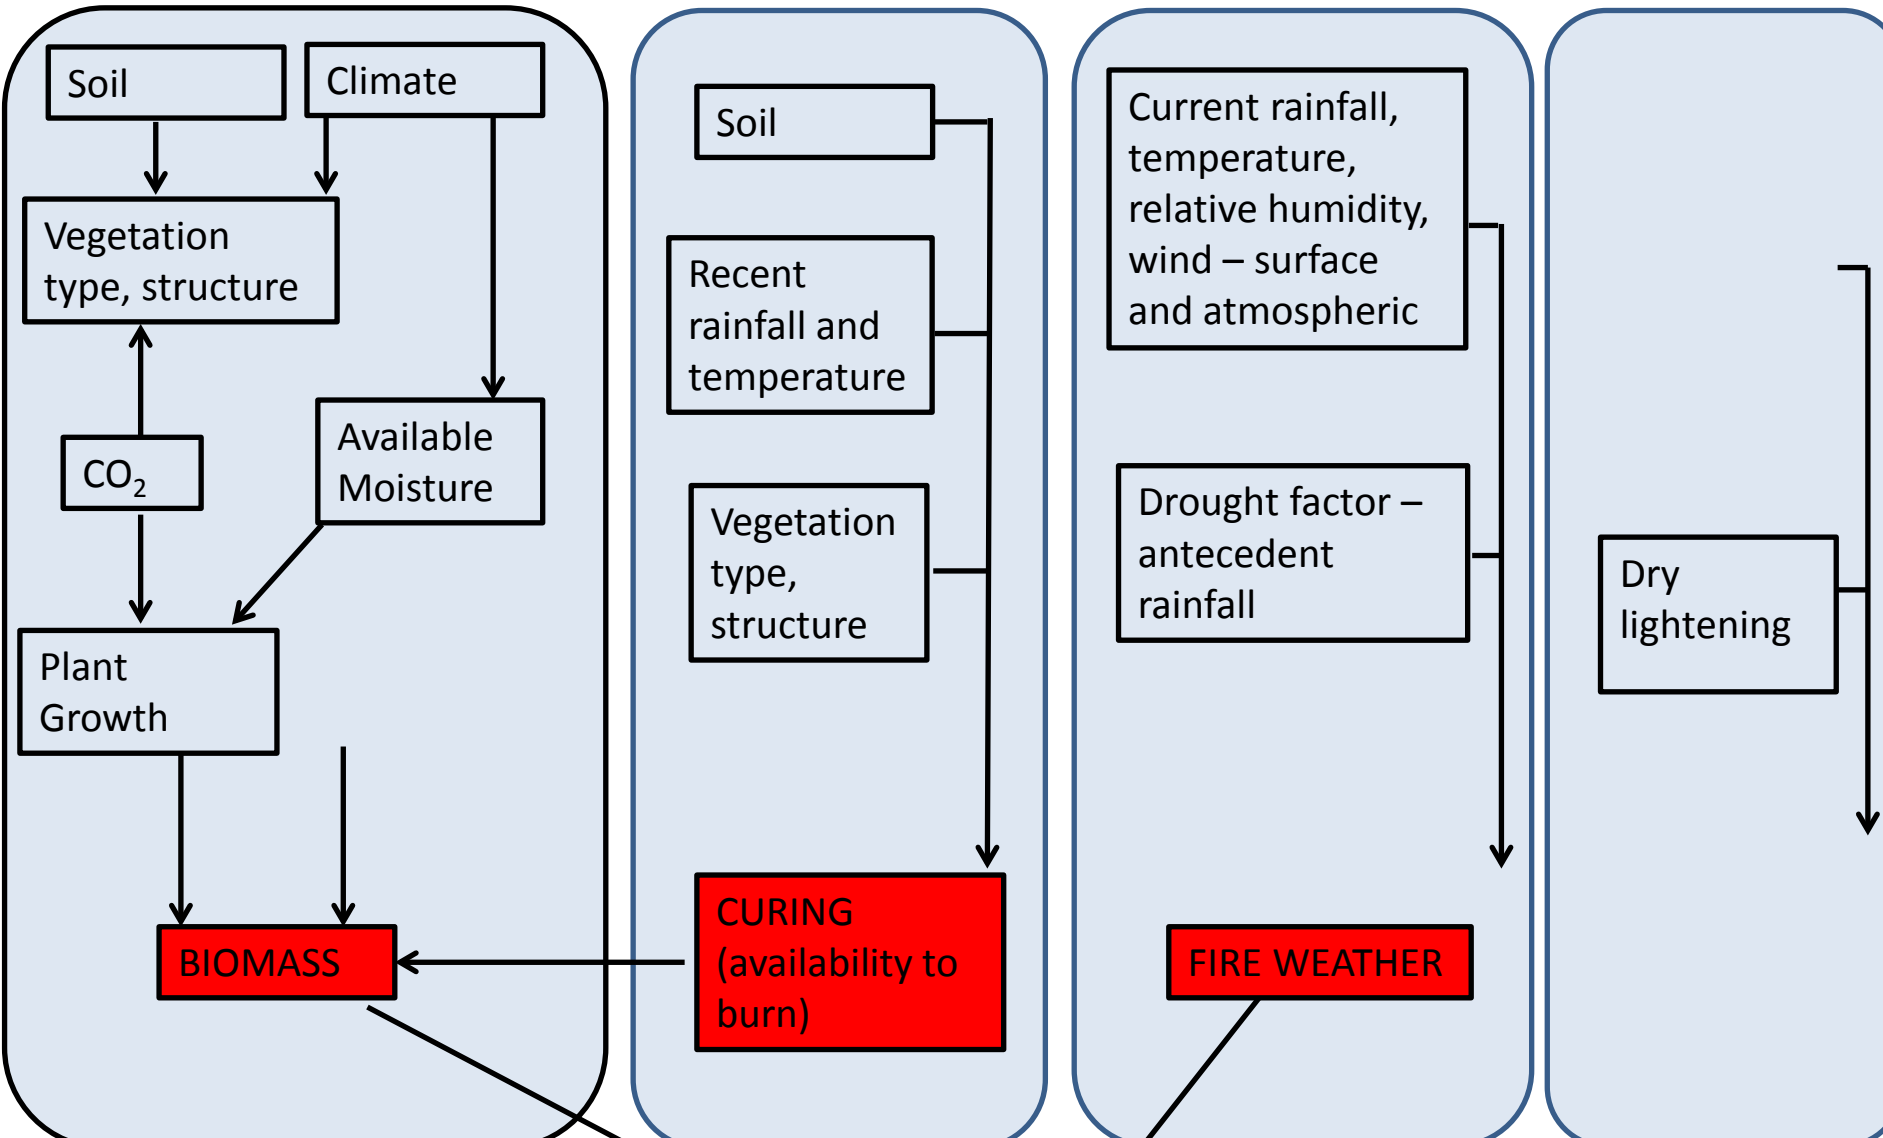 Soil
Climate
Vegetation
type, structure
CO₂
Available
Moisture
Plant
Growth
BIOMASS
Soil
Recent
rainfall and
temperature
Vegetation
type,
structure
CURING
(availability to
burn)
Current rainfall,
temperature,
relative humidity,
wind – surface
and atmospheric
Drought factor –
antecedent
rainfall
FIRE WEATHER
Dry
lightening